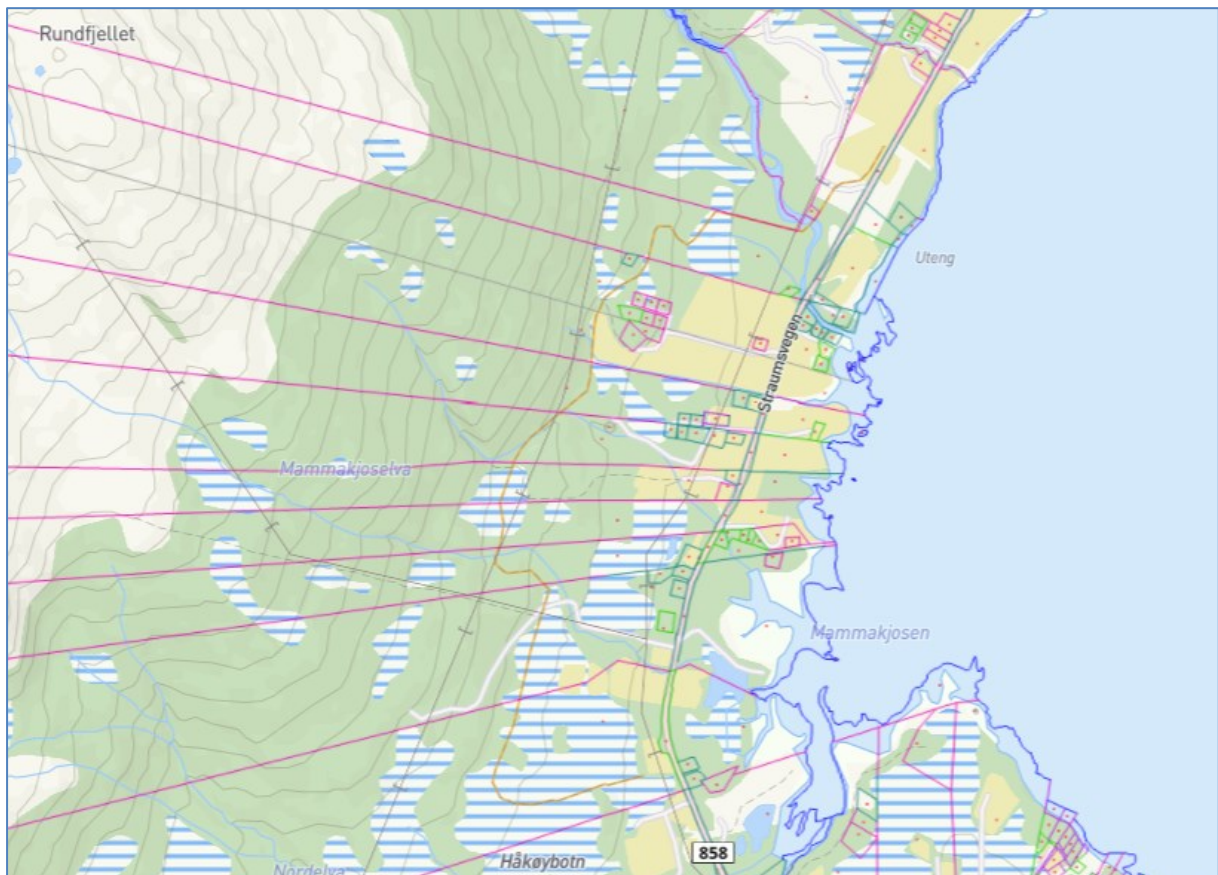 Rundfjellet
Uteng
Straumsvegen
Mammakjoselva
Mammakjosen
858
Håkøybotn
Nordelva